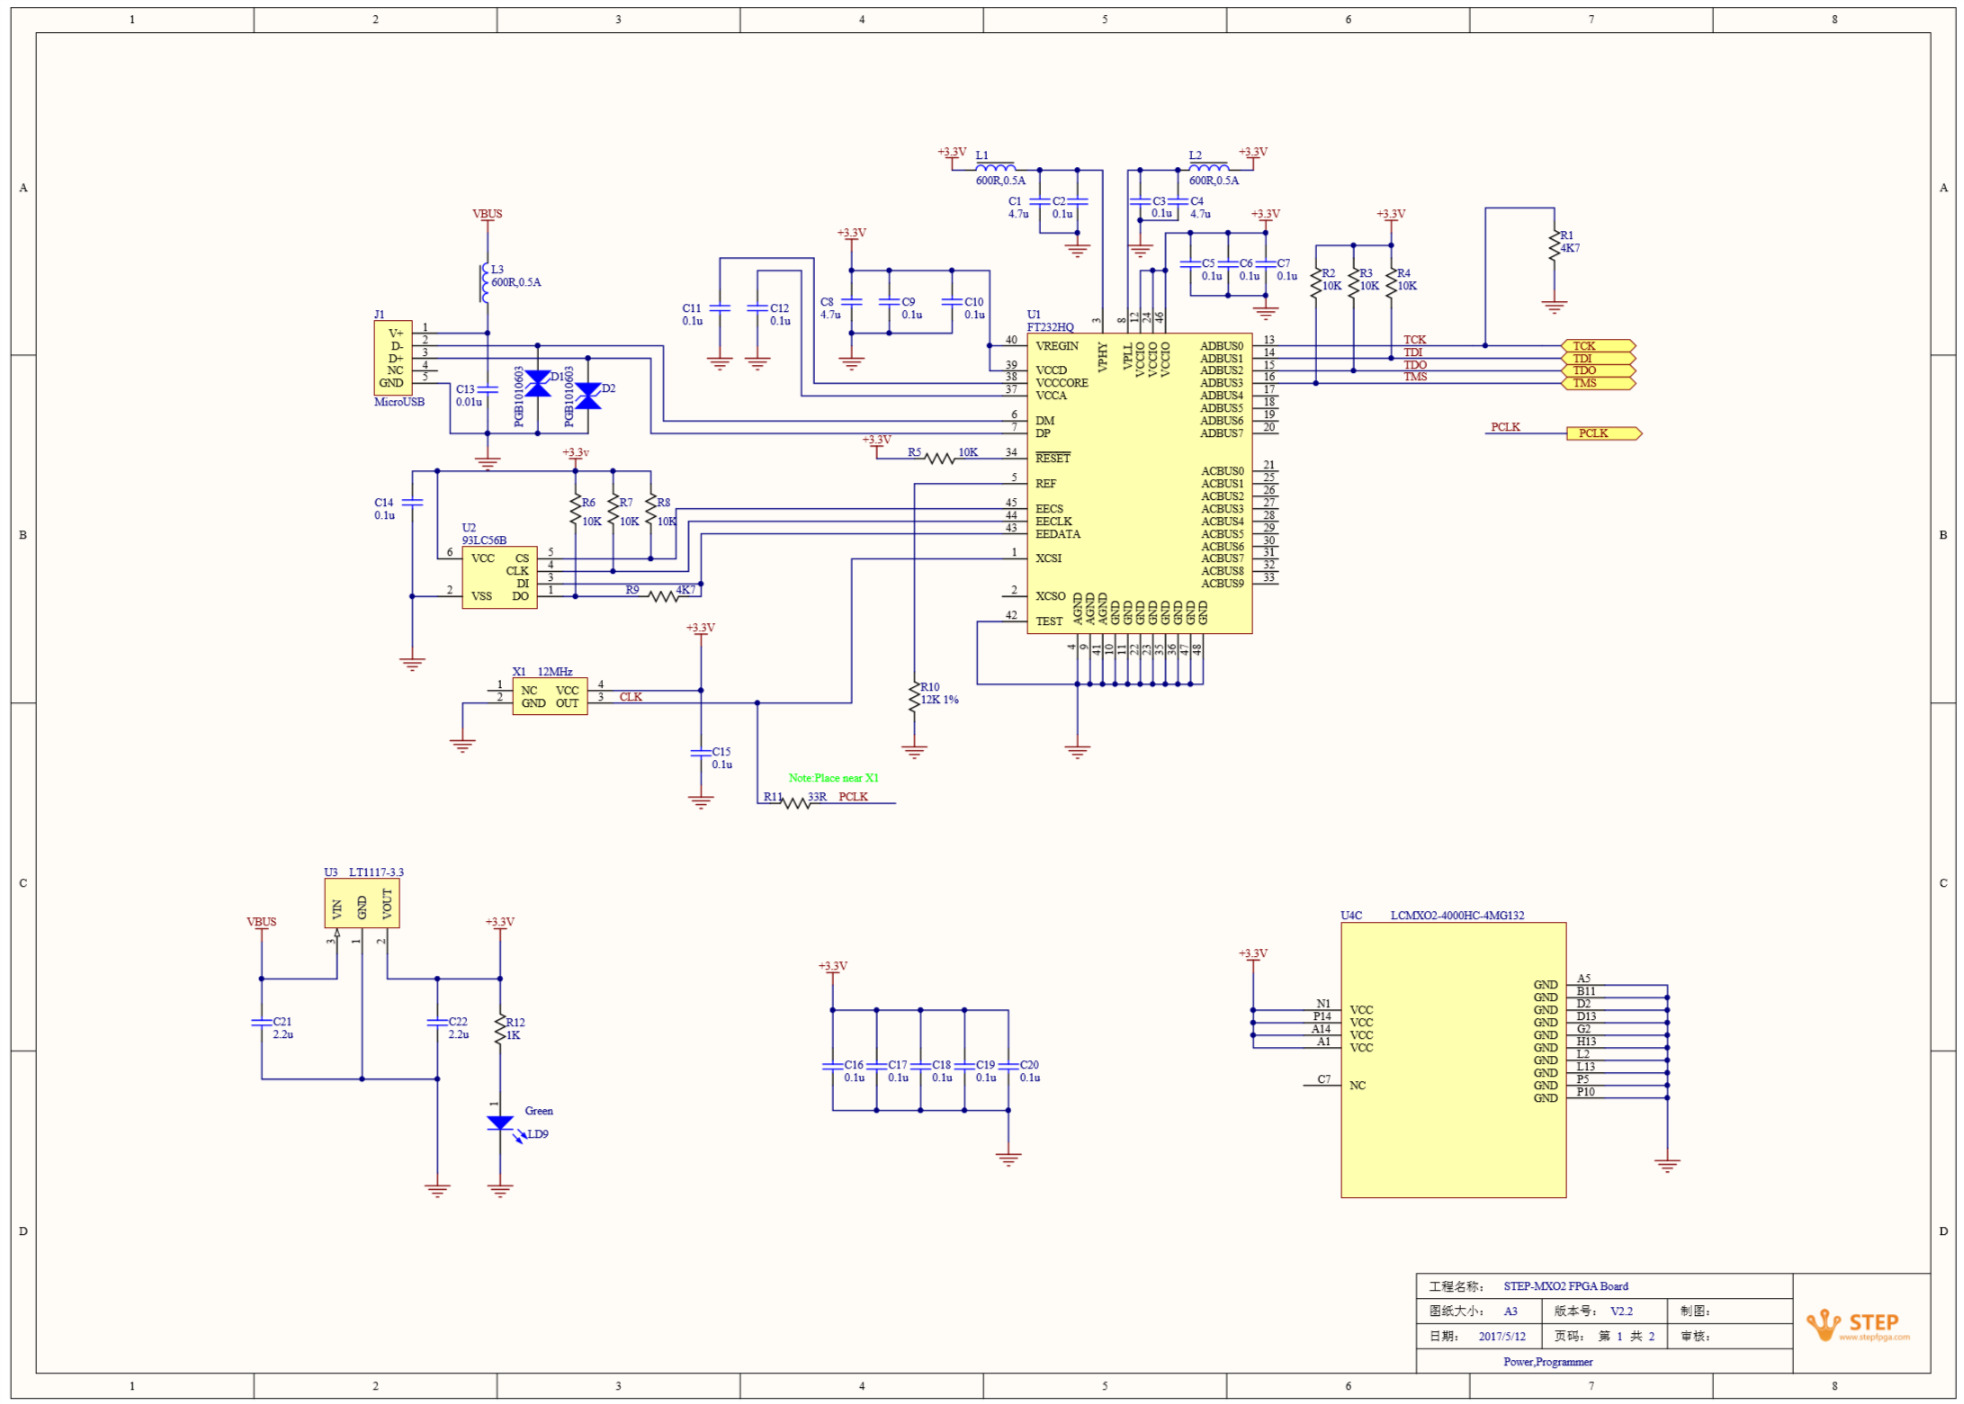 1 2 3 4 5 6 7 8
A A
B B
C C
D D
1 2 3 4 5 6 7 8
VBUS
L3
600R,0.5A
J1
V+ 1
D- 2
D+ 3
NC 4
GND 5
MicroUSB
C13
0.01u
PGB1010603
D1
PGB1010603
D2
C11
0.1u
C12
0.1u
+3.3V
C8
4.7u
C9
0.1u
C10
0.1u
+3.3V
L1
600R,0.5A
C1
4.7u
C2
0.1u
L2
600R,0.5A
+3.3V
C3
0.1u
C4
4.7u
+3.3V
C5
0.1u
C6
0.1u
C7
0.1u
+3.3V
R2
10K
R3
10K
R4
10K
R1
4K7
U1
FT232HQ
3 8 12 24 46
VPHY VPLL VCCIO VCCIO VCCIO
40 VREGIN
39 VCCD
38 VCCCORE
37 VCCA
6 DM
7 DP
34 RESET
5 REF
45 EECS
44 EECLK
43 EEDATA
1 XCSI
2 XCSO
42 TEST
ADBUS0 13
ADBUS1 14
ADBUS2 15
ADBUS3 16
ADBUS4 17
ADBUS5 18
ADBUS6 19
ADBUS7 20
ACBUS0 21
ACBUS1 25
ACBUS2 26
ACBUS3 27
ACBUS4 28
ACBUS5 29
ACBUS6 30
ACBUS7 31
ACBUS8 32
ACBUS9 33
AGND AGND AGND GND GND GND GND GND GND GND GND
4 9 41 10 11 22 23 35 36 47 48
TCK TCK
TDI TDI
TDO TDO
TMS TMS
PCLK PCLK
+3.3V
R5 10K
+3.3v
C14
0.1u
R6
10K
R7
10K
R8
10K
U2
93LC56B
6 VCC CS 5
CLK 4
DI 3
2 VSS DO 1
R9 4K7
+3.3V
X1 12MHz
1 NC VCC 4
2 GND OUT 3
CLK
C15
0.1u
R10
12K 1%
Note:Place near X1
R11 33R PCLK
U3 LT1117-3.3
VIN GND VOUT
3 1 2
VBUS
+3.3V
C21
2.2u
C22
2.2u
R12
1K
1
Green
LD9
+3.3V
C16
0.1u
C17
0.1u
C18
0.1u
C19
0.1u
C20
0.1u
U4C LCMXO2-4000HC-4MG132
+3.3V
N1 VCC
P14 VCC
A14 VCC
A1 VCC
C7 NC
GND A5
GND B11
GND D2
GND D13
GND G2
GND H13
GND L2
GND L13
GND P5
GND P10
工程名称: STEP-MXO2 FPGA Board
图纸大小: A3 版本号: V2.2 制图:
日期: 2017/5/12 页码: 第 1 共 2 审核:
Power,Programmer
STEP
www.stepfpga.com